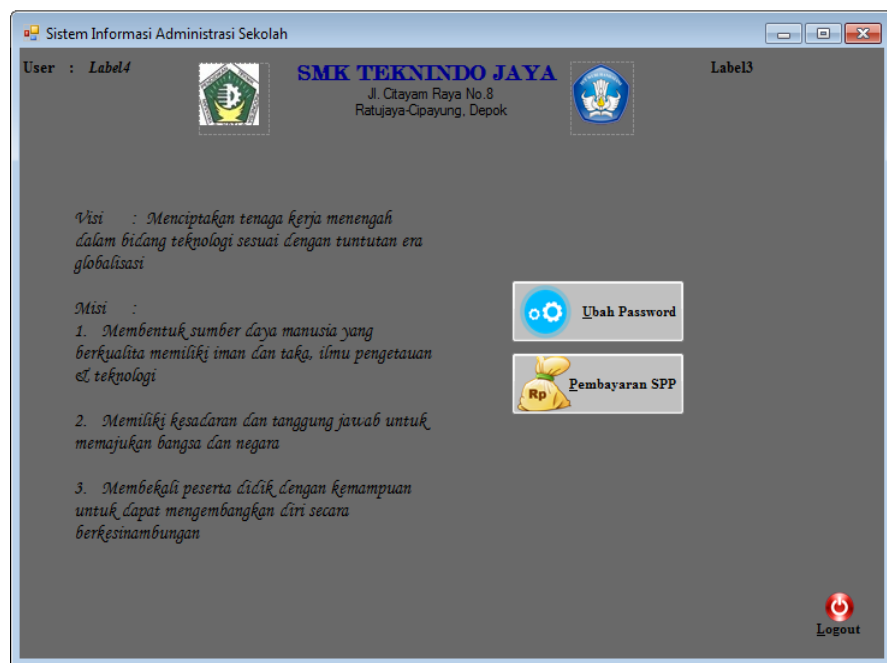 Sistem Informasi Administrasi Sekolah
User : Label4
SMK TEKNINDO JAYA
Jl. Citayam Raya No.8
Ratujaya-Cipayung, Depok
Label3
Visi : Menciptakan tenaga kerja menengah
dalam bidang teknologi sesuai dengan tuntutan era
globalisasi
Misi :
1. Membentuk sumber daya manusia yang
berkualita memiliki iman dan taka, ilmu pengetauan
& teknologi
2. Memiliki kesadaran dan tanggung jawab untuk
memajukan bangsa dan negara
3. Membekali peserta didik dengan kemampuan
untuk dapat mengembangkan diri secara
berkesinambungan
Ubah Password
Rp
Pembayaran SPP
Logout